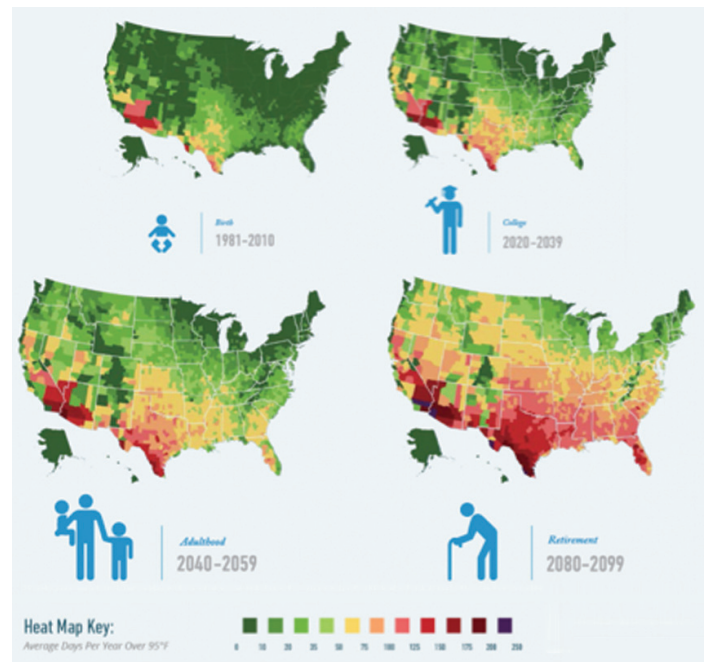 Birth
1981-2010
College
2020-2039
Adulthood
2040-2059
Retirement
2080-2099
Heat Map Key:
Average Days Per Year Over 95°F
0 10 20 35 50 75 100 125 150 175 200 250